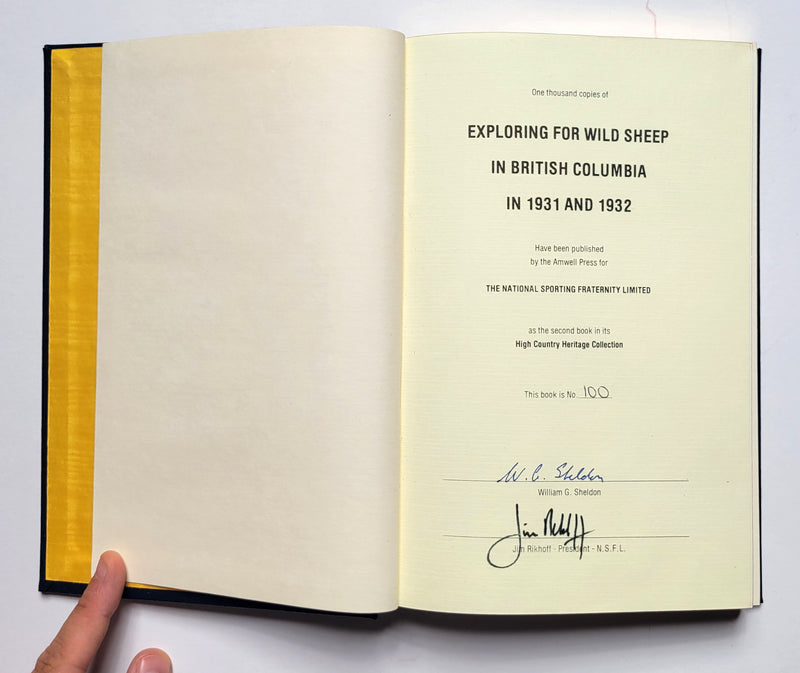 One thousand copies of
EXPLORING FOR WILD SHEEP
IN BRITISH COLUMBIA
IN 1931 AND 1932
Have been published
by the Amwell Press for
THE NATIONAL SPORTING FRATERNITY LIMITED
as the second book in its
High Country Heritage Collection
This book is No 100
W. G. Sheldon
William G. Sheldon
Jim Rikhoff
Jim Rikhoff - President - N.S.F.L.